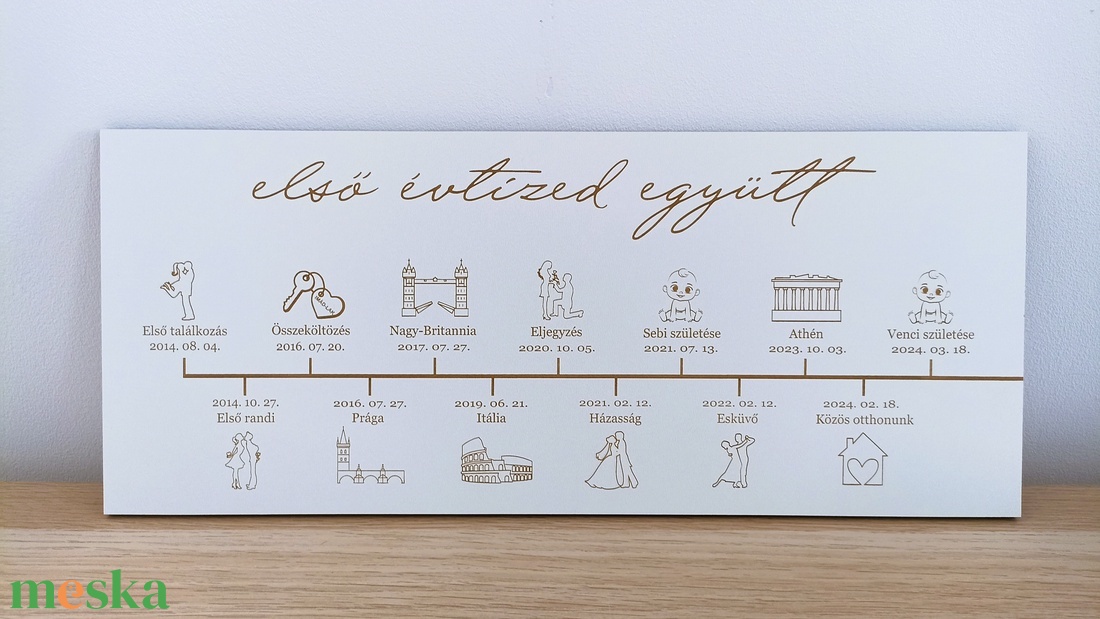 első évtized együtt
Első találkozás
2014. 08. 04.
Összeköltözés
2016. 07. 20.
Nagy-Britannia
2017. 07. 27.
Eljegyzés
2020. 10. 05.
Sebi születése
2021. 07. 13.
Athén
2023. 10. 03.
Venci születése
2024. 03. 18.
2014. 10. 27.
Első randi
2016. 07. 27.
Prága
2019. 06. 21.
Itália
2021. 02. 12.
Házasság
2022. 02. 12.
Esküvő
2024. 02. 18.
Közös otthonunk
meska